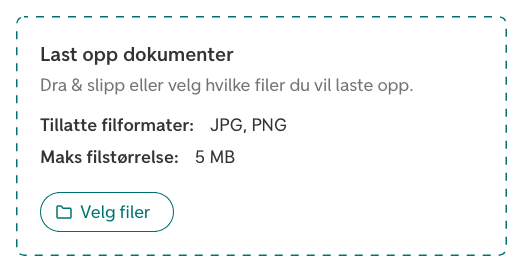 Last opp dokumenter
Dra & slipp eller velg hvilke filer du vil laste opp.
Tillatte filformater: JPG, PNG
Maks filstørrelse: 5 MB
Velg filer